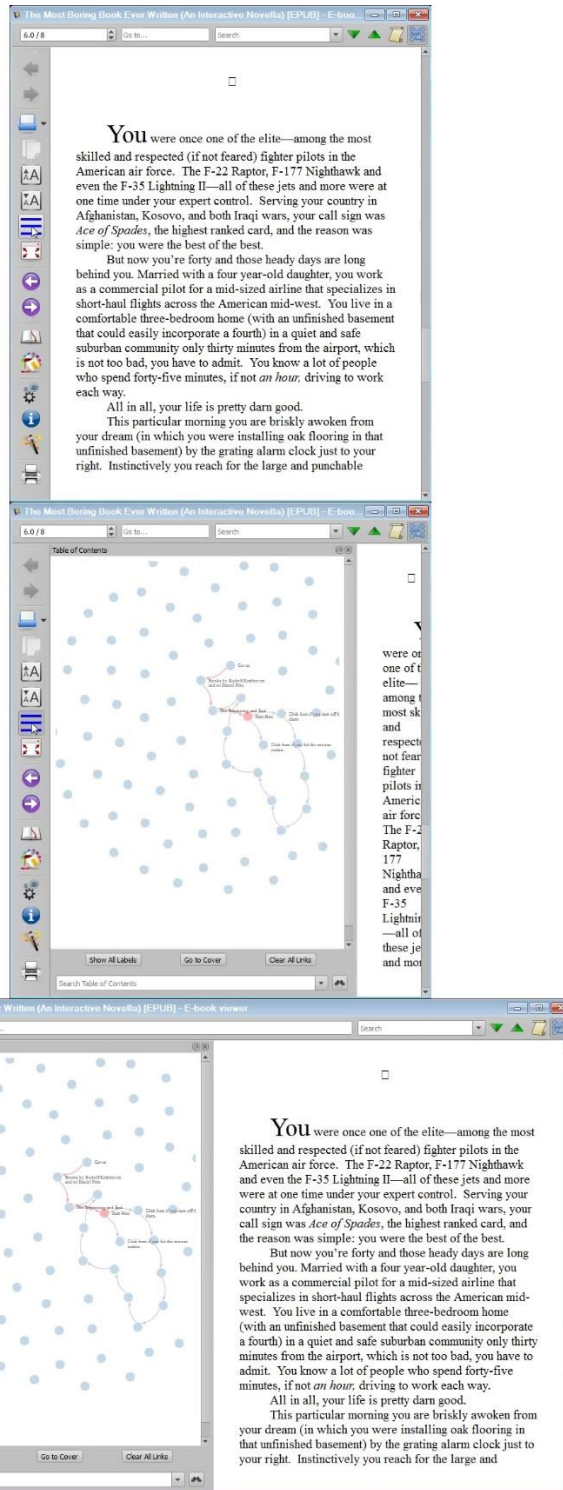 The Most Boring Book Ever Written (An Interactive Novella) [EPUB] - E-boo...
6.0 / 8
Go to...
Search
You were once one of the elite—among the most
skilled and respected (if not feared) fighter pilots in the
American air force. The F-22 Raptor, F-177 Nighthawk and
even the F-35 Lightning II—all of these jets and more were at
one time under your expert control. Serving your country in
Afghanistan, Kosovo, and both Iraqi wars, your call sign was
Ace of Spades, the highest ranked card, and the reason was
simple: you were the best of the best.
But now you're forty and those heady days are long
behind you. Married with a four year-old daughter, you work
as a commercial pilot for a mid-sized airline that specializes in
short-haul flights across the American mid-west. You live in a
comfortable three-bedroom home (with an unfinished basement
that could easily incorporate a fourth) in a quiet and safe
suburban community only thirty minutes from the airport, which
is not too bad, you have to admit. You know a lot of people
who spend forty-five minutes, if not an hour, driving to work
each way.
All in all, your life is pretty darn good.
This particular morning you are briskly awoken from
your dream (in which you were installing oak flooring in that
unfinished basement) by the grating alarm clock just to your
right. Instinctively you reach for the large and punchable
The Most Boring Book Ever Written (An Interactive Novella) [EPUB] - E-boo...
6.0 / 8
Go to...
Search
Table of Contents
Cover
The Beginning and End
Start Here
Show All Labels
Go to Cover
Clear All Links
Search Table of Contents
Y
were or
one of t
elite—
among t
most sk
and
respecte
not fear
fighter
pilots in
Americ
air forc
The F-2
Raptor,
177
Nightha
and eve
F-35
Lightnin
—all of
these je
and mor
r Written (An Interactive Novella) [EPUB] - E-book viewer
Search
Cover
The Beginning and End
Start Here
Go to Cover
Clear All Links
You were once one of the elite—among the most
skilled and respected (if not feared) fighter pilots in the
American air force. The F-22 Raptor, F-177 Nighthawk
and even the F-35 Lightning II—all of these jets and more
were at one time under your expert control. Serving your
country in Afghanistan, Kosovo, and both Iraqi wars, your
call sign was Ace of Spades, the highest ranked card, and
the reason was simple: you were the best of the best.
But now you're forty and those heady days are long
behind you. Married with a four year-old daughter, you
work as a commercial pilot for a mid-sized airline that
specializes in short-haul flights across the American mid-
west. You live in a comfortable three-bedroom home
(with an unfinished basement that could easily incorporate
a fourth) in a quiet and safe suburban community only thirty
minutes from the airport, which is not too bad, you have to
admit. You know a lot of people who spend forty-five
minutes, if not an hour, driving to work each way.
All in all, your life is pretty darn good.
This particular morning you are briskly awoken from
your dream (in which you were installing oak flooring in
that unfinished basement) by the grating alarm clock just to
your right. Instinctively you reach for the large and